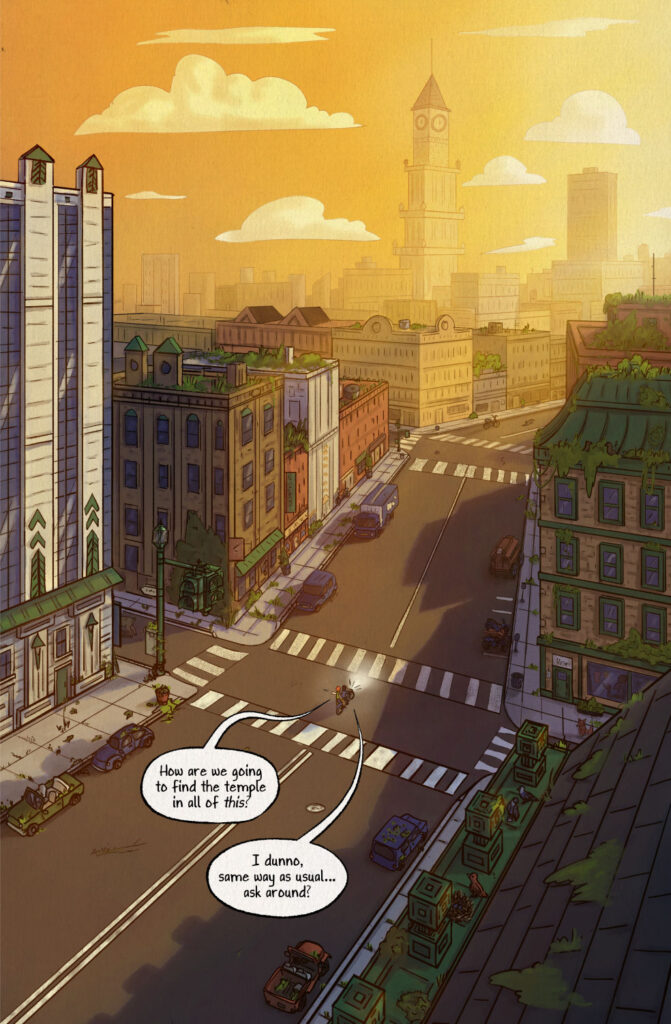 How are we going
to find the temple
in all of this?
I dunno,
same way as usual...
ask around?